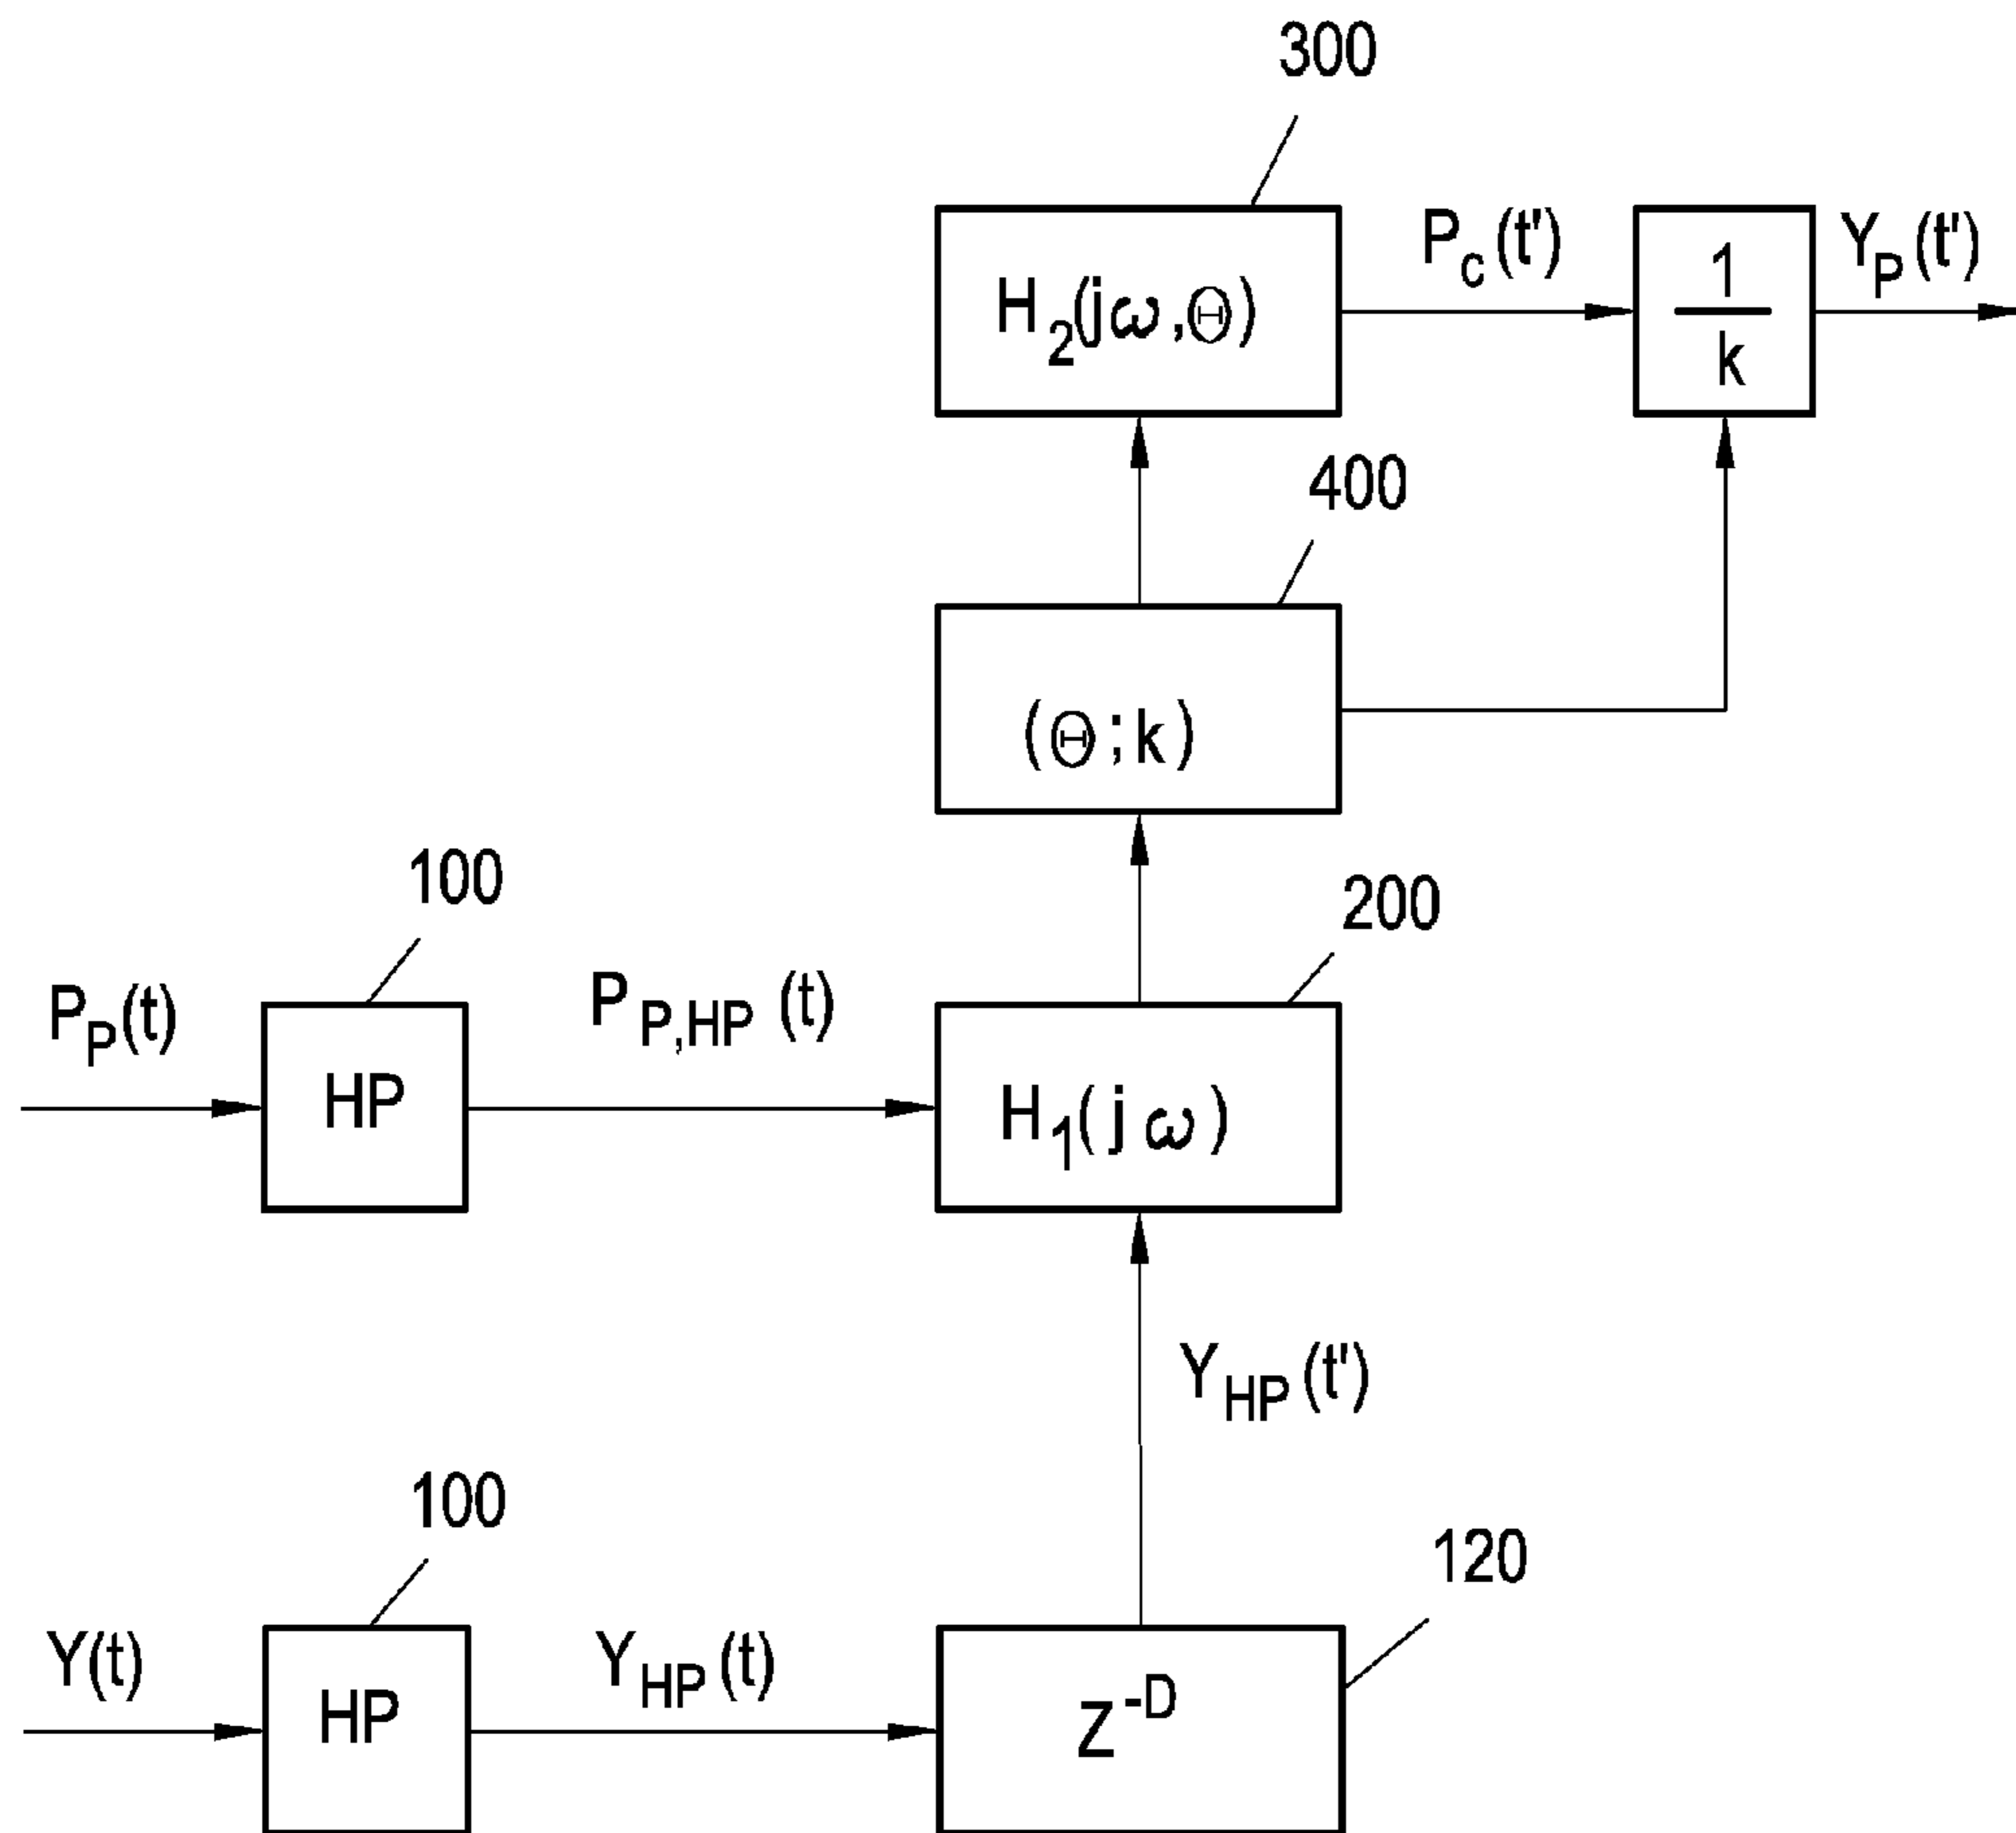 300
H2(jω,Θ)
Pc(t')
1
k
YP(t')
400
(Θ;k)
100
200
PP(t)
HP
PP,HP(t)
H1(jω)
YHP(t')
100
120
Y(t)
HP
YHP(t)
Z-D